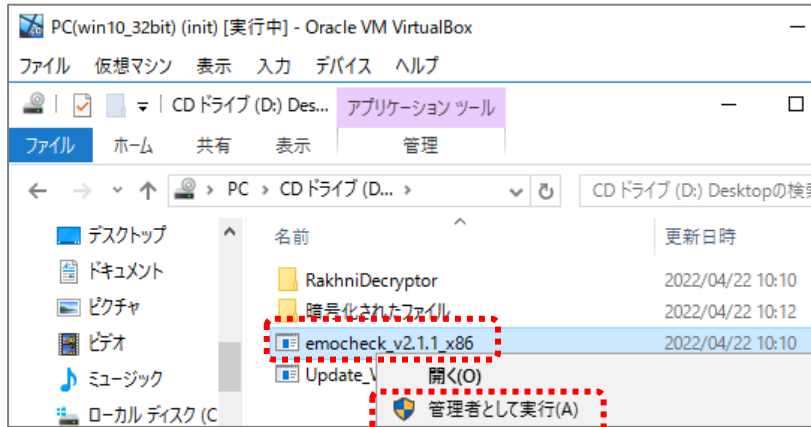 PC(win10_32bit) (init) [実行中] - Oracle VM VirtualBox
ファイル 仮想マシン 表示 入力 デバイス ヘルプ
CD ドライブ (D:) Des... アプリケーション ツール
ファイル ホーム 共有 表示 管理
PC > CD ドライブ (D... > CD ドライブ (D:) Desktopの検索
デスクトップ 名前 更新日時
ドキュメント RakhniDecryptor 2022/04/22 10:10
ピクチャ 暗号化されたファイル 2022/04/22 10:12
ビデオ emocheck_v2.1.1_x86 2022/04/22 10:10
ミュージック Update_ 開く(O)
ローカル ディスク (C 管理者として実行(A)